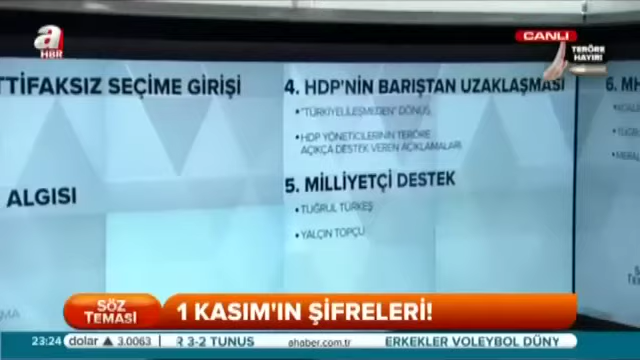 a
HBR
CANLI
TERÖRE
HAYIR!
TTİFAKSIZ SEÇİME GİRİŞİ
ALGISI
4. HDP'NİN BARIŞTAN UZAKLAŞMASI
• "TÜRKİYELİLEŞMEDEN" DÖNÜŞ
• HDP YÖNETİCİLERİNİN TERÖRE
AÇIKÇA DESTEK VEREN AÇIKLAMALARI
5. MİLLİYETÇİ DESTEK
• TUĞRUL TÜRKEŞ
• YALÇIN TOPÇU
6. MH
• TUĞR
• MERAL
SÖZ
TEMASI
1 KASIM'IN ŞİFRELERİ!
23:24 dolar ▲ 3.0063 R 3-2 TUNUS ahaber.com.tr ERKEKLER VOLEYBOL DÜNY